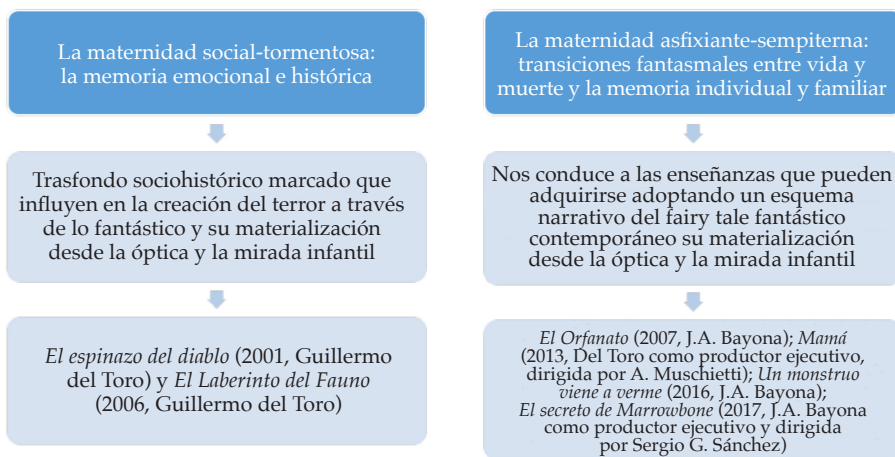 La maternidad social-tormentosa:
la memoria emocional e histórica
Trasfondo sociohistórico marcado que
influyen en la creación del terror a través
de lo fantástico y su materialización
desde la óptica y la mirada infantil
El espinazo del diablo (2001, Guillermo
del Toro) y El Laberinto del Fauno
(2006, Guillermo del Toro)
La maternidad asfixiante-sempiterna:
transiciones fantasmales entre vida y
muerte y la memoria individual y familiar
Nos conduce a las enseñanzas que pueden
adquirirse adoptando un esquema
narrativo del fairy tale fantástico
contemporáneo su materialización
desde la óptica y la mirada infantil
El Orfanato (2007, J.A. Bayona); Mamá
(2013, Del Toro como productor ejecutivo,
dirigida por A. Muschietti); Un monstruo
viene a verme (2016, J.A. Bayona);
El secreto de Marrowbone (2017, J.A. Bayona
como productor ejecutivo y dirigida
por Sergio G. Sánchez)